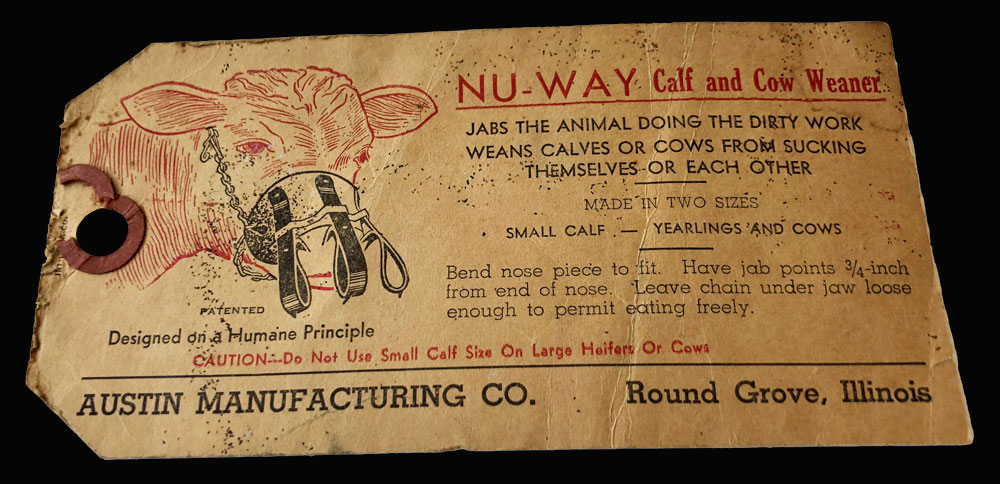 NU-WAY Calf and Cow Weaner
JABS THE ANIMAL DOING THE DIRTY WORK
WEANS CALVES OR COWS FROM SUCKING
THEMSELVES OR EACH OTHER
MADE IN TWO SIZES
SMALL CALF — YEARLINGS AND COWS
Bend nose piece to fit. Have jab points 3/4-inch
from end of nose. Leave chain under jaw loose
enough to permit eating freely.
PATENTED
Designed on a Humane Principle
CAUTION--Do Not Use Small Calf Size On Large Heifers Or Cows
AUSTIN MANUFACTURING CO. Round Grove, Illinois